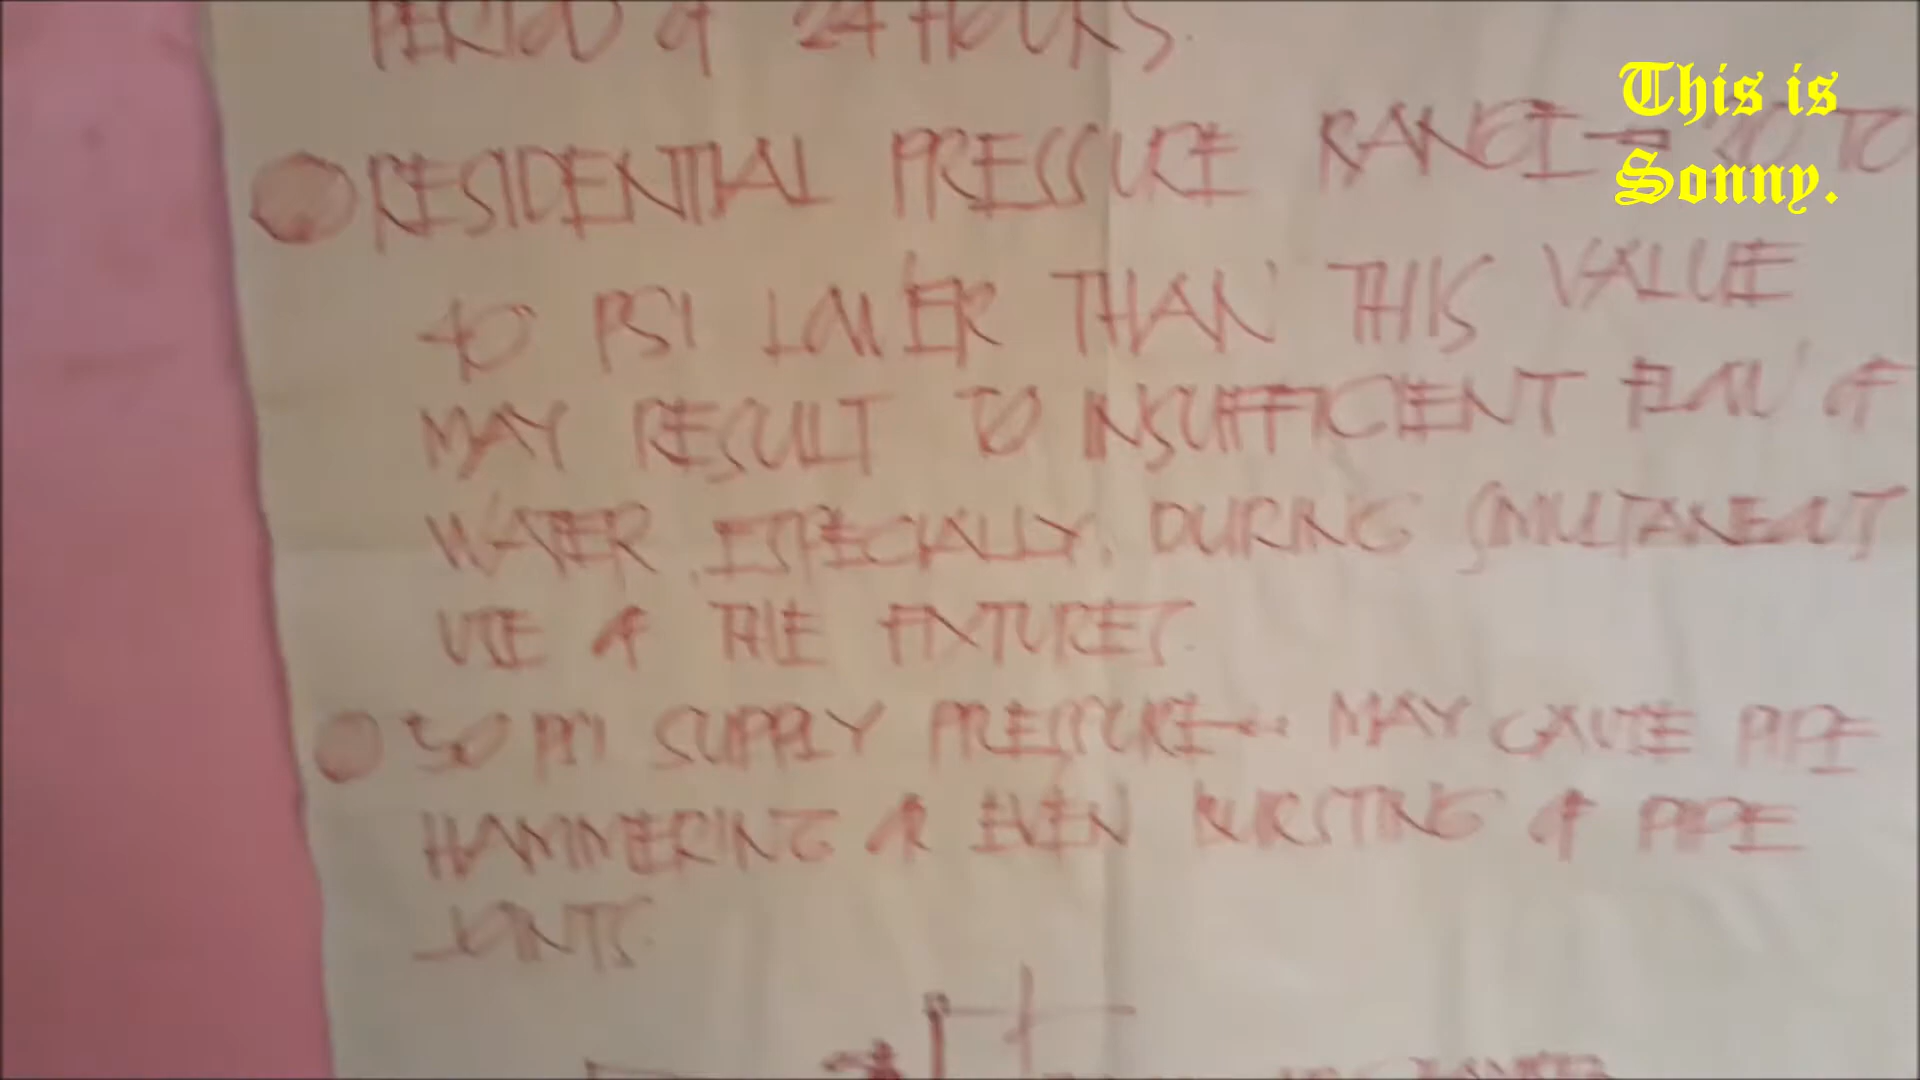 PERIOD of 24 HOURS.
This is
Sonny.
RESIDENTIAL PRESSURE RANGE TO
40 PSI LOWER THAN THIS VALUE
MAY RESULT TO INSUFFICIENT FLOW OF
WATER, ESPECIALLY, DURING SIMULTANEOUS
USE of THE FIXTURES.
50 PSI SUPPLY PRESSURE MAY CAUSE PIPE
HAMMERING OR EVEN BURSTING of PIPE
JOINTS.